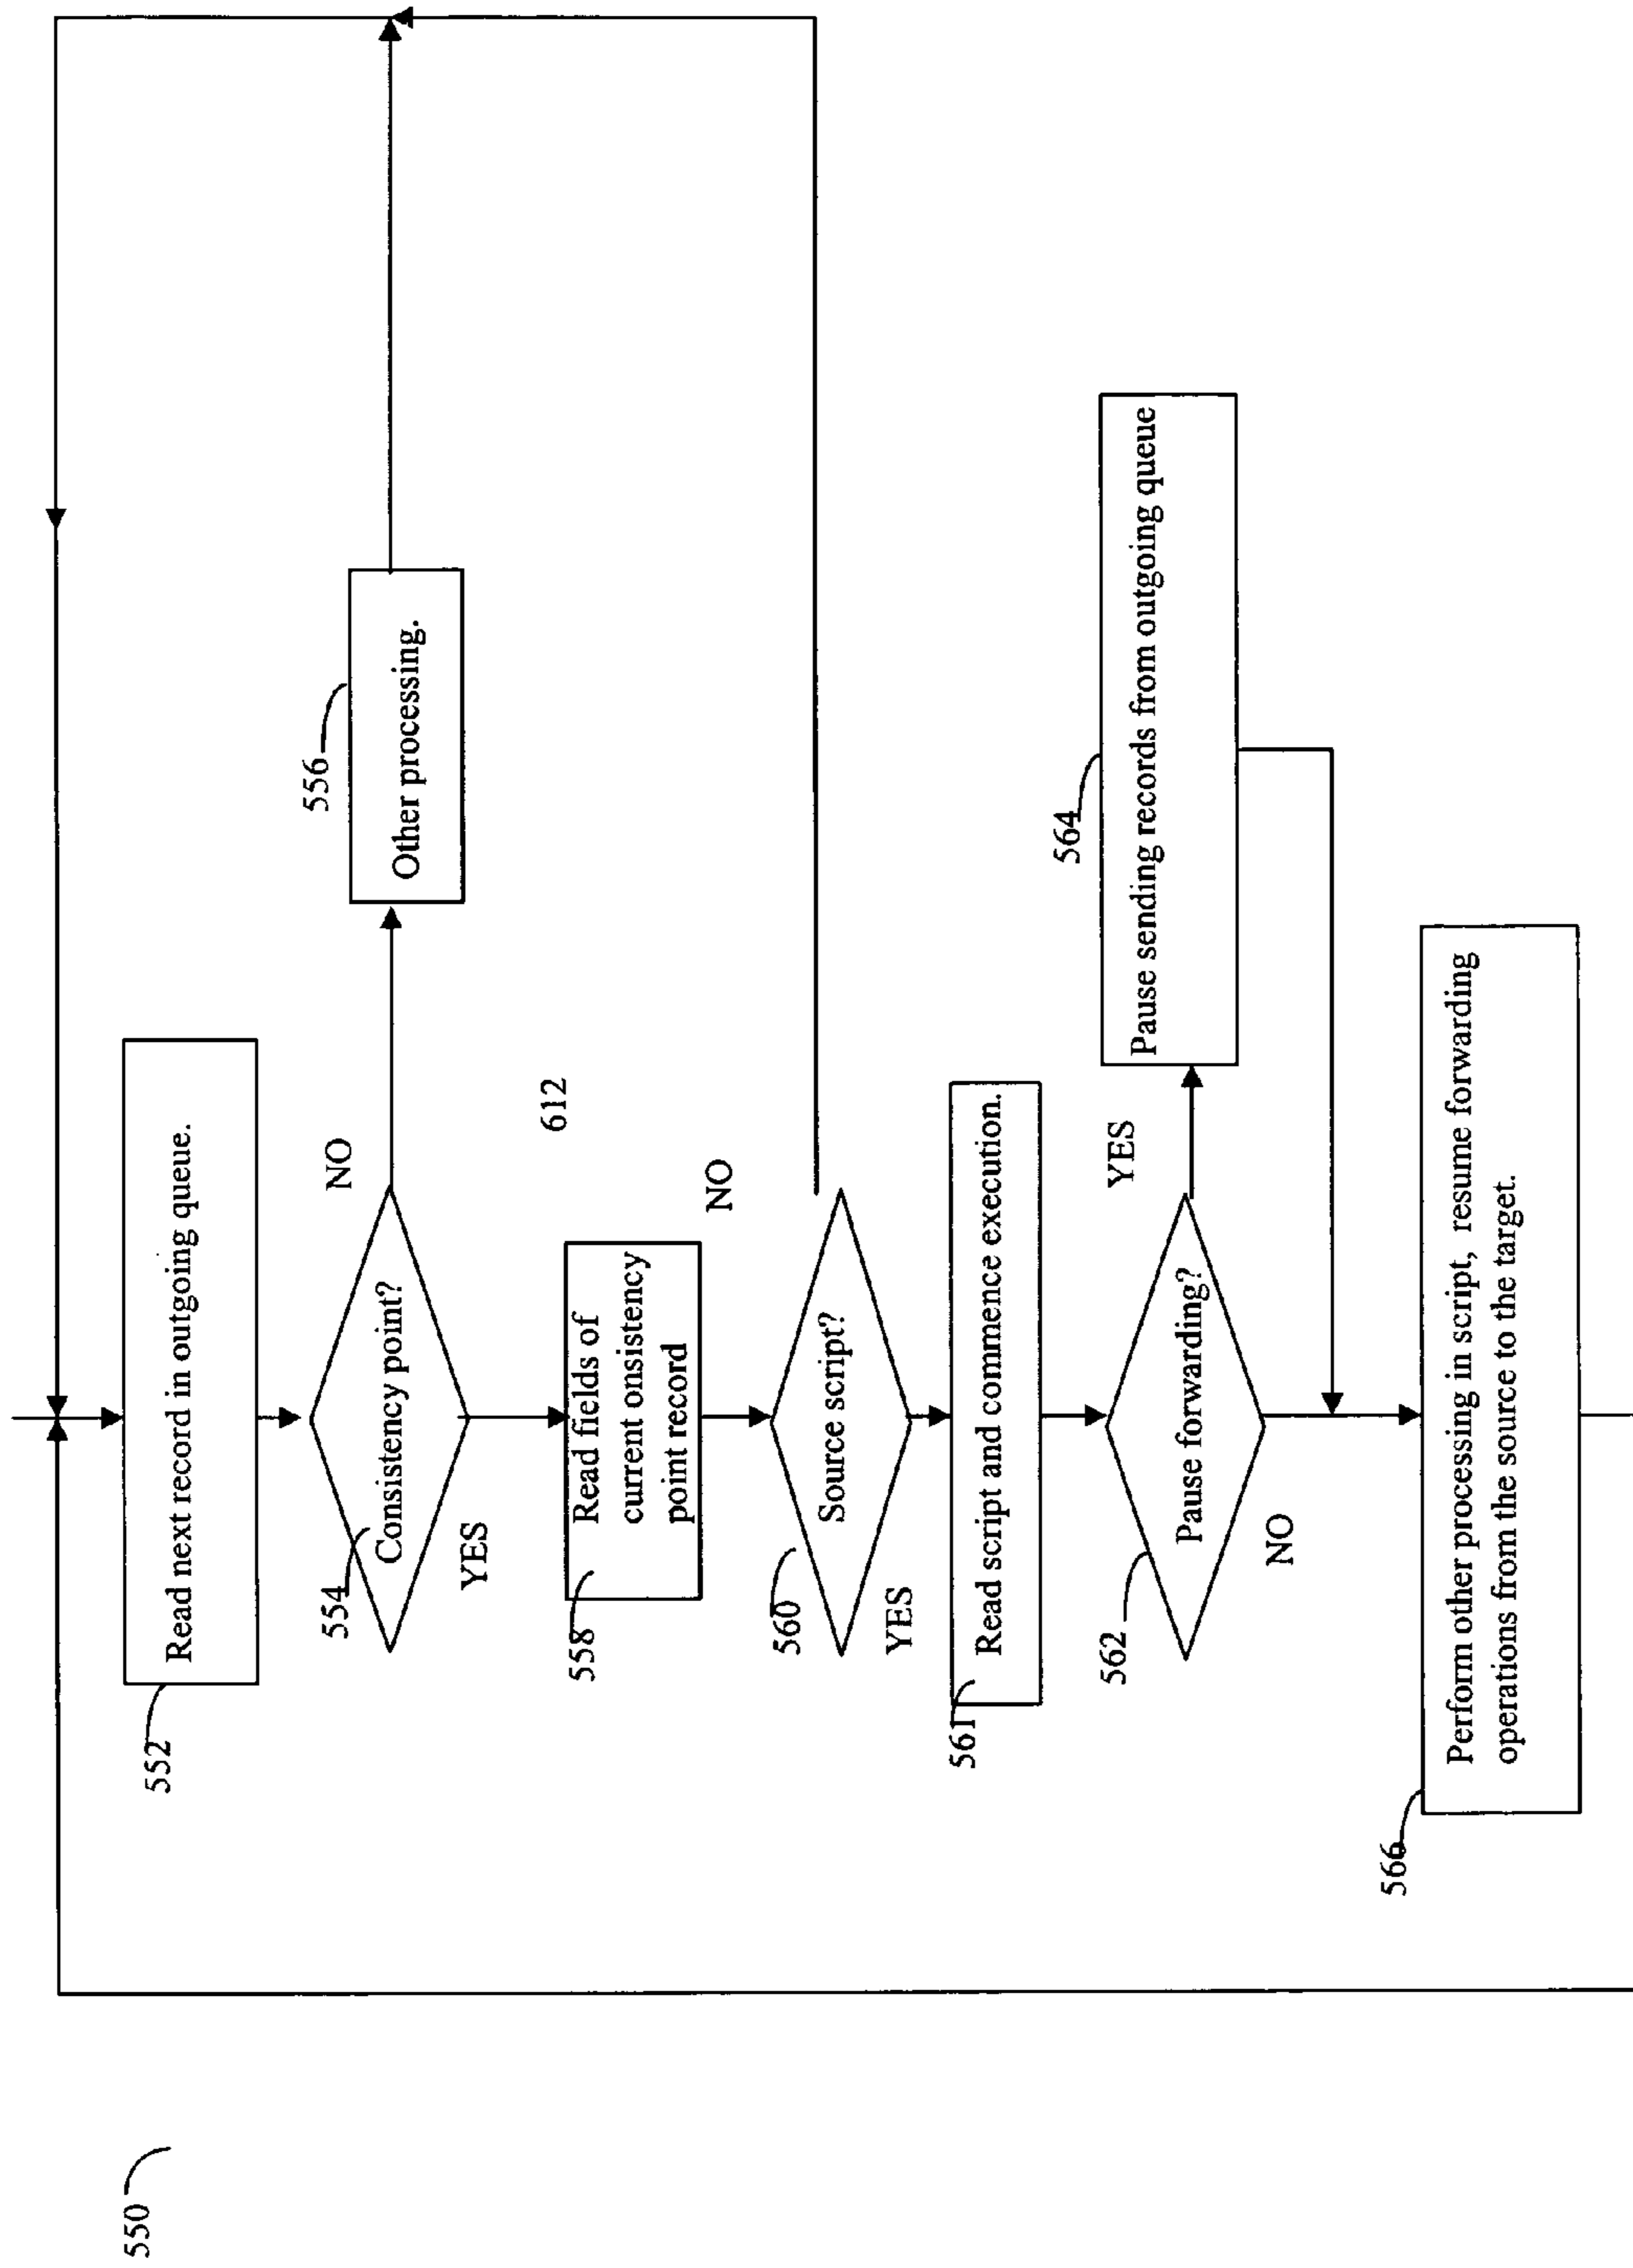 550
552
Read next record in outgoing queue.
554
Consistency point?
NO
556
Other processing.
YES
612
558
Read fields of
current onsistency
point record
NO
560
Source script?
YES
561
Read script and commence execution.
562
Pause forwarding?
YES
564
Pause sending records from outgoing queue
NO
566
Perform other processing in script, resume forwarding
operations from the source to the target.